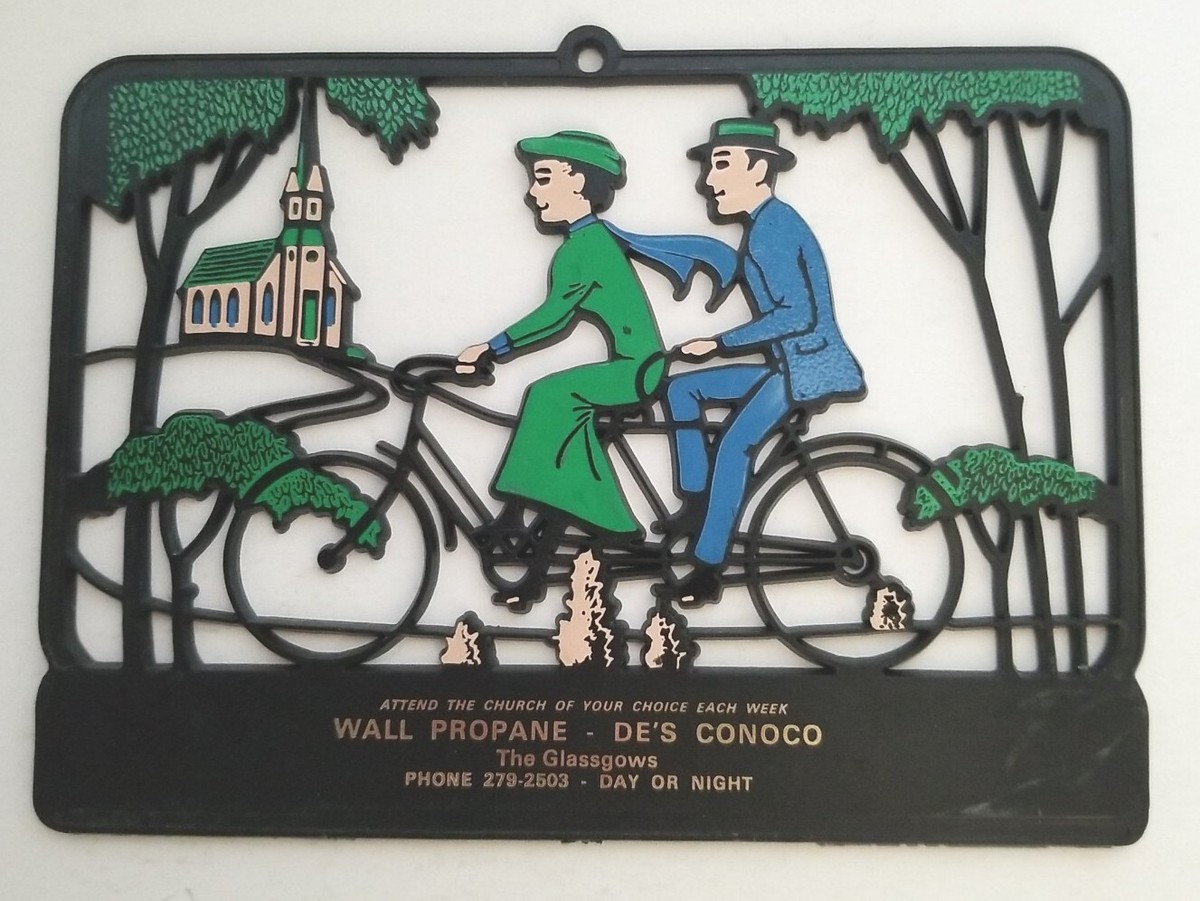 ATTEND THE CHURCH OF YOUR CHOICE EACH WEEK
WALL PROPANE - DE'S CONOCO
The Glassgows
PHONE 279-2503 - DAY OR NIGHT